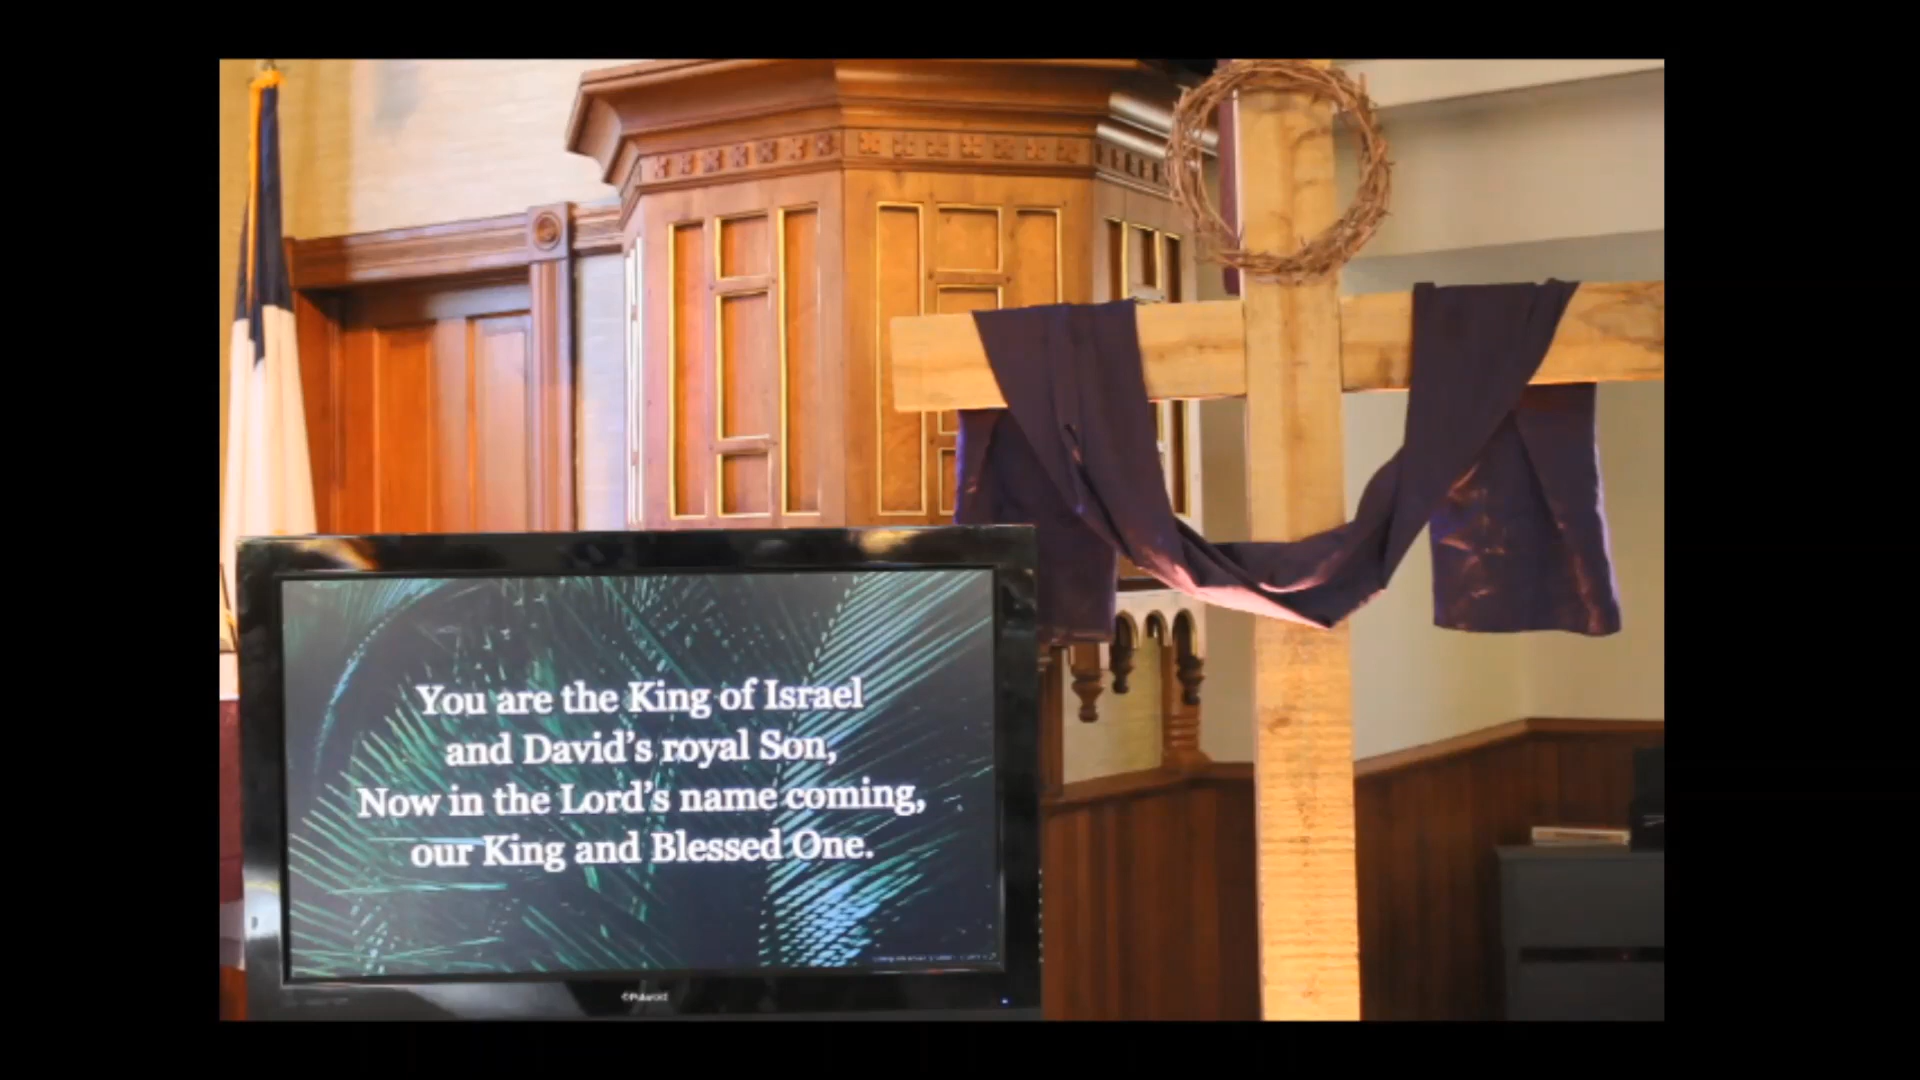 You are the King of Israel
and David's royal Son,
Now in the Lord's name coming,
our King and Blessed One.
Polaroid